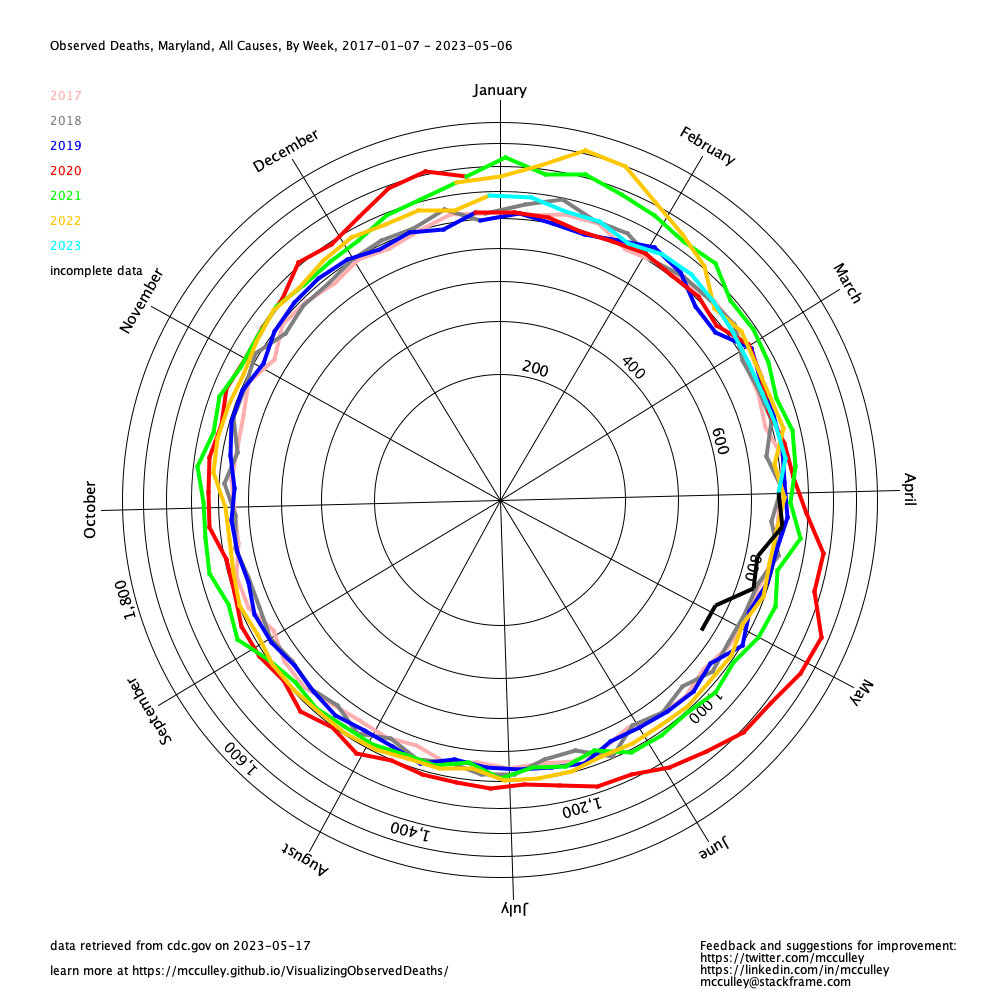 Observed Deaths, Maryland, All Causes, By Week, 2017-01-07 - 2023-05-06
January
2017
2018
2019
2020
2021
2022
2023
incomplete data
December
February
November
March
200
400
600
October
April
800
1,800
September
1,000
May
1,600
1,200
1,400
August
June
July
data retrieved from cdc.gov on 2023-05-17
learn more at https://mcculley.github.io/VisualizingObservedDeaths/
Feedback and suggestions for improvement:
https://twitter.com/mcculley
https://linkedin.com/in/mcculley
mcculley@stackframe.com